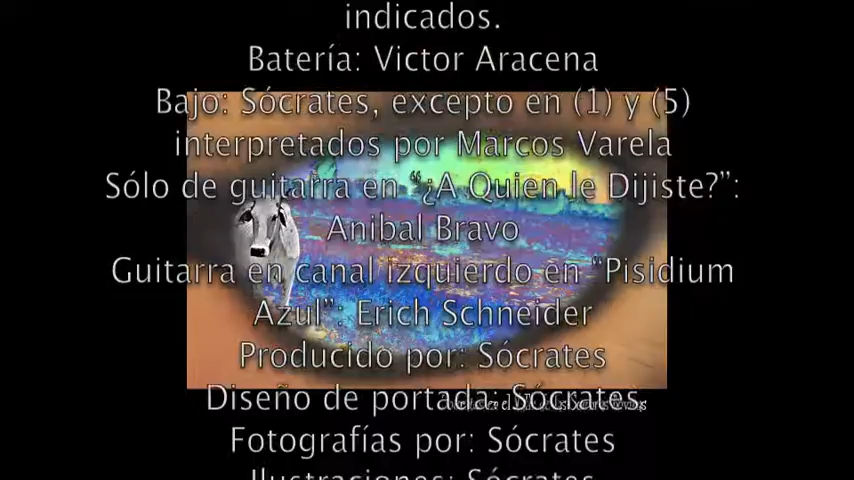 indicados.
Batería: Victor Aracena
Bajo: Sócrates, excepto en (1) y (5)
interpretados por Marcos Varela
Sólo de guitarra en “¿A Quien le Dijiste?”:
Anibal Bravo
Guitarra en canal izquierdo en “Pisidium
Azul”: Erich Schneider
Producido por: Sócrates
Diseño de portada: Sócrates
Fotografías por: Sócrates
Ilustraciones: Sócrates